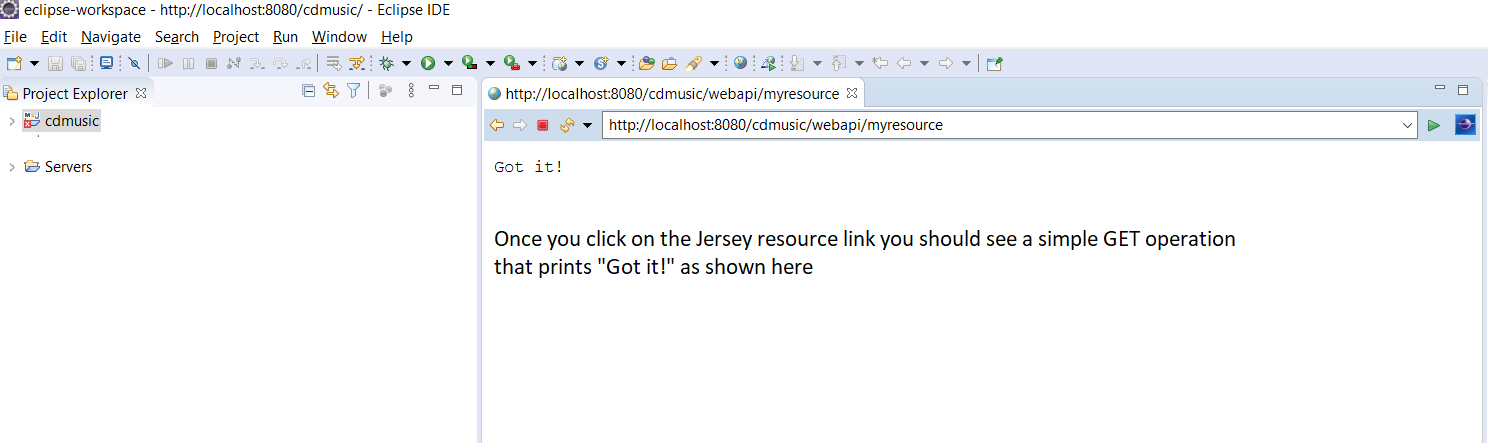 eclipse-workspace - http://localhost:8080/cdmusic/ - Eclipse IDE
File Edit Navigate Search Project Run Window Help
Project Explorer
http://localhost:8080/cdmusic/webapi/myresource
cdmusic
http://localhost:8080/cdmusic/webapi/myresource
Servers
Got it!
Once you click on the Jersey resource link you should see a simple GET operation
that prints "Got it!" as shown here